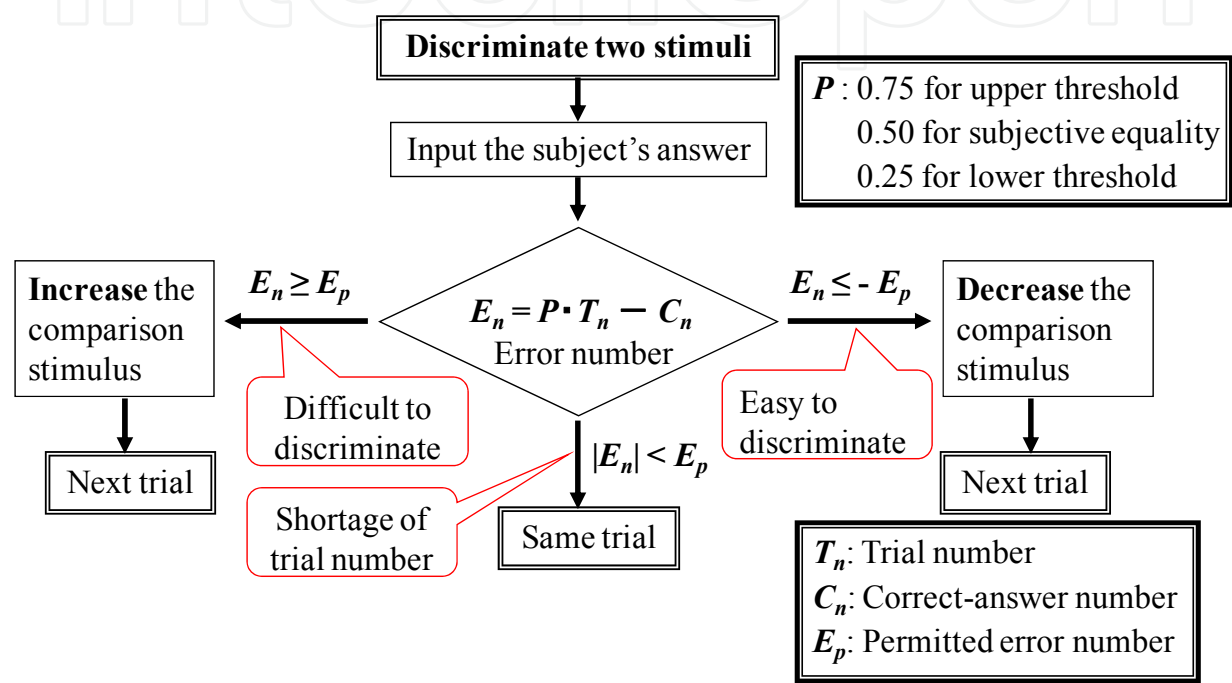 intechopen
Discriminate two stimuli
P : 0.75 for upper threshold
0.50 for subjective equality
0.25 for lower threshold
Input the subject’s answer
Increase the
comparison
stimulus
Eₙ ≥ Eₚ
Eₙ = P· Tₙ − Cₙ
Error number
Eₙ ≤ - Eₚ
Decrease the
comparison
stimulus
Difficult to
discriminate
Easy to
discriminate
|Eₙ| < Eₚ
Next trial
Shortage of
trial number
Same trial
Next trial
Tₙ: Trial number
Cₙ: Correct-answer number
Eₚ: Permitted error number